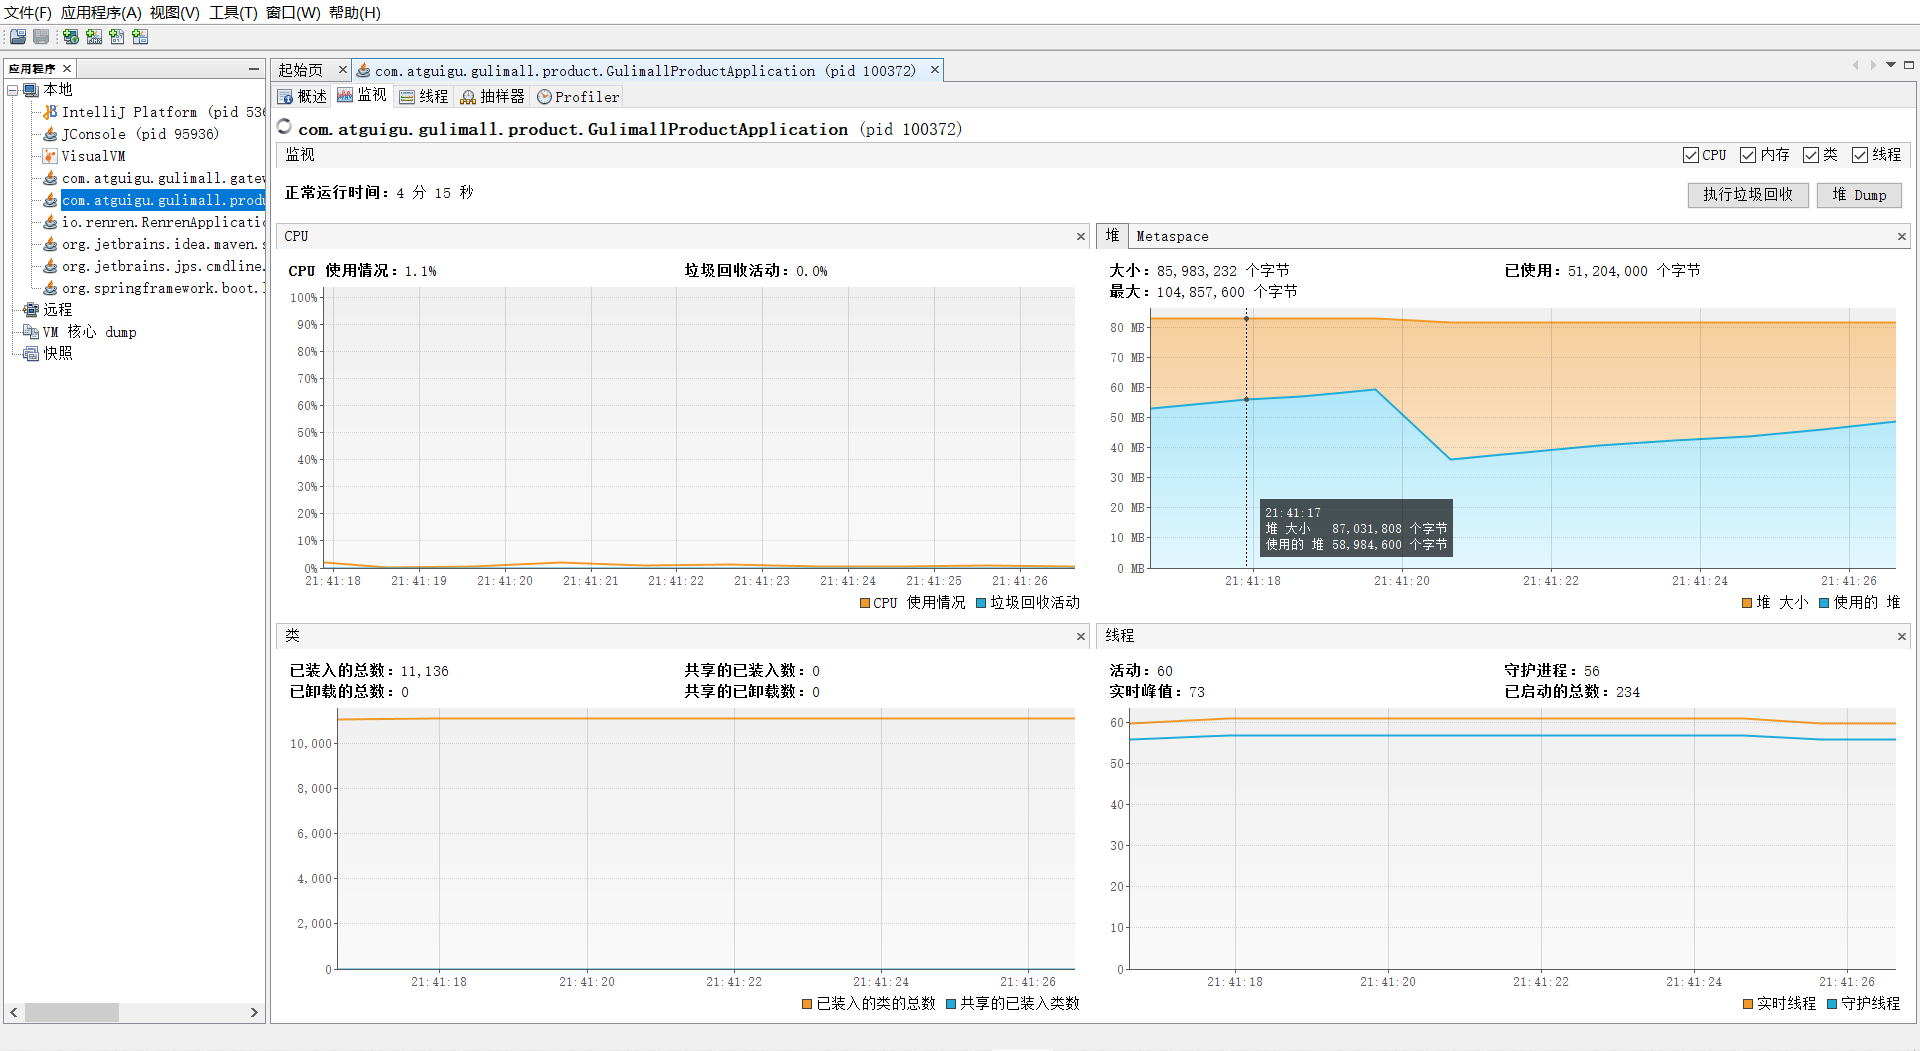 文件(F) 应用程序(A) 视图(V) 工具(T) 窗口(W) 帮助(H)
应用程序
本地
IntelliJ Platform (pid 536
JConsole (pid 95936)
VisualVM
com.atguigu.gulimall.gatew
com.atguigu.gulimall.produ
io.renren.RenrenApplicatio
org.jetbrains.idea.maven.s
org.jetbrains.jps.cmdline.
org.springframework.boot.l
远程
VM 核心 dump
快照
起始页 com.atguigu.gulimall.product.GulimallProductApplication (pid 100372)
概述 监视 线程 抽样器 Profiler
com.atguigu.gulimall.product.GulimallProductApplication (pid 100372)
监视 CPU 内存 类 线程
正常运行时间: 4 分 15 秒 执行垃圾回收 堆 Dump
CPU
CPU 使用情况: 1.1% 垃圾回收活动: 0.0%
100%
90%
80%
70%
60%
50%
40%
30%
20%
10%
0%
21:41:18 21:41:19 21:41:20 21:41:21 21:41:22 21:41:23 21:41:24 21:41:25 21:41:26
CPU 使用情况 垃圾回收活动
堆 Metaspace
大小: 85,983,232 个字节 已使用: 51,204,000 个字节
最大: 104,857,600 个字节
80 MB
70 MB
60 MB
50 MB
40 MB
30 MB
20 MB
10 MB
0 MB
21:41:17
堆 大小 87,031,808 个字节
使用的 堆 58,984,600 个字节
21:41:18 21:41:20 21:41:22 21:41:24 21:41:26
堆 大小 使用的 堆
类
已装入的总数: 11,136 共享的已装入数: 0
已卸载的总数: 0 共享的已卸载数: 0
10,000
8,000
6,000
4,000
2,000
0
21:41:18 21:41:20 21:41:22 21:41:24 21:41:26
已装入的类的总数 共享的已装入类数
线程
活动: 60 守护进程: 56
实时峰值: 73 已启动的总数: 234
60
50
40
30
20
10
0
21:41:18 21:41:20 21:41:22 21:41:24 21:41:26
实时线程 守护线程